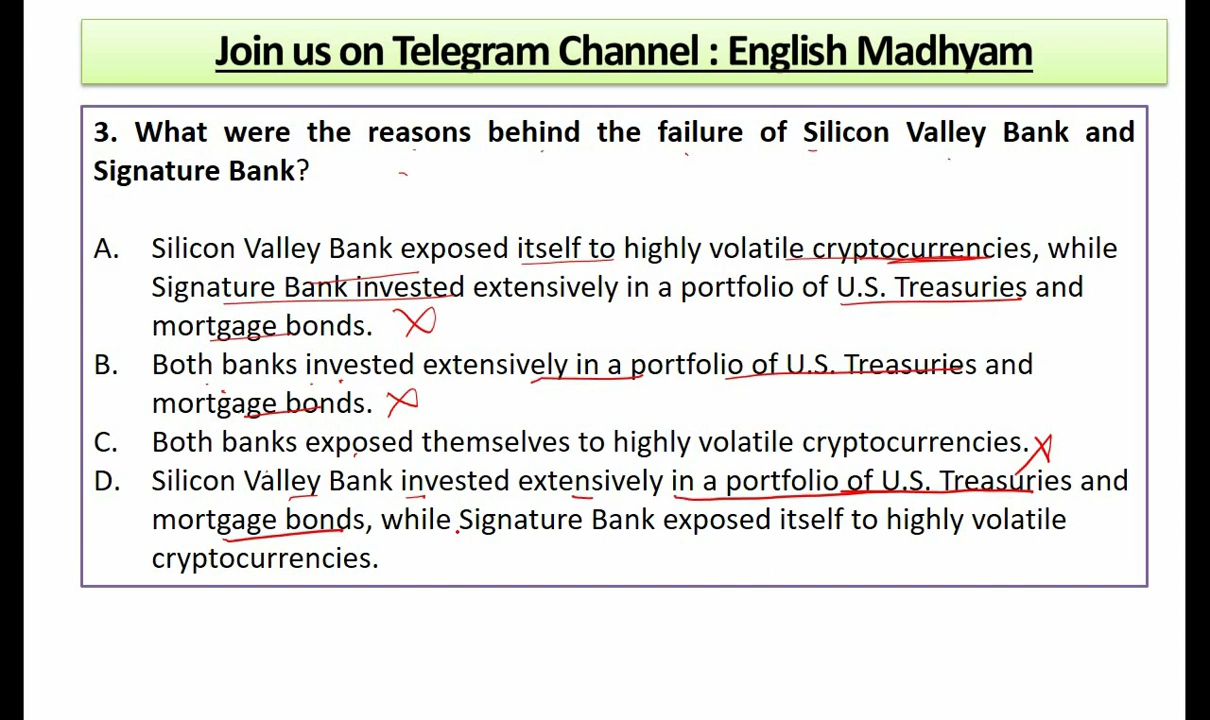 Join us on Telegram Channel : English Madhyam
3. What were the reasons behind the failure of Silicon Valley Bank and
Signature Bank?
A. Silicon Valley Bank exposed itself to highly volatile cryptocurrencies, while
Signature Bank invested extensively in a portfolio of U.S. Treasuries and
mortgage bonds.
B. Both banks invested extensively in a portfolio of U.S. Treasuries and
mortgage bonds.
C. Both banks exposed themselves to highly volatile cryptocurrencies.
D. Silicon Valley Bank invested extensively in a portfolio of U.S. Treasuries and
mortgage bonds, while Signature Bank exposed itself to highly volatile
cryptocurrencies.